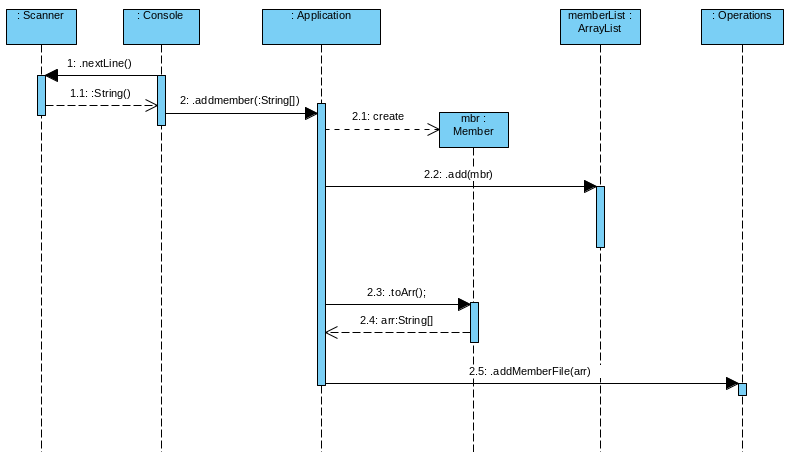 : Scanner
: Console
: Application
memberList :
ArrayList
: Operations
1: .nextLine()
1.1: :String()
2: .addmember(:String[])
2.1: create
mbr :
Member
2.2: .add(mbr)
2.3: .toArr();
2.4: arr:String[]
2.5: .addMemberFile(arr)